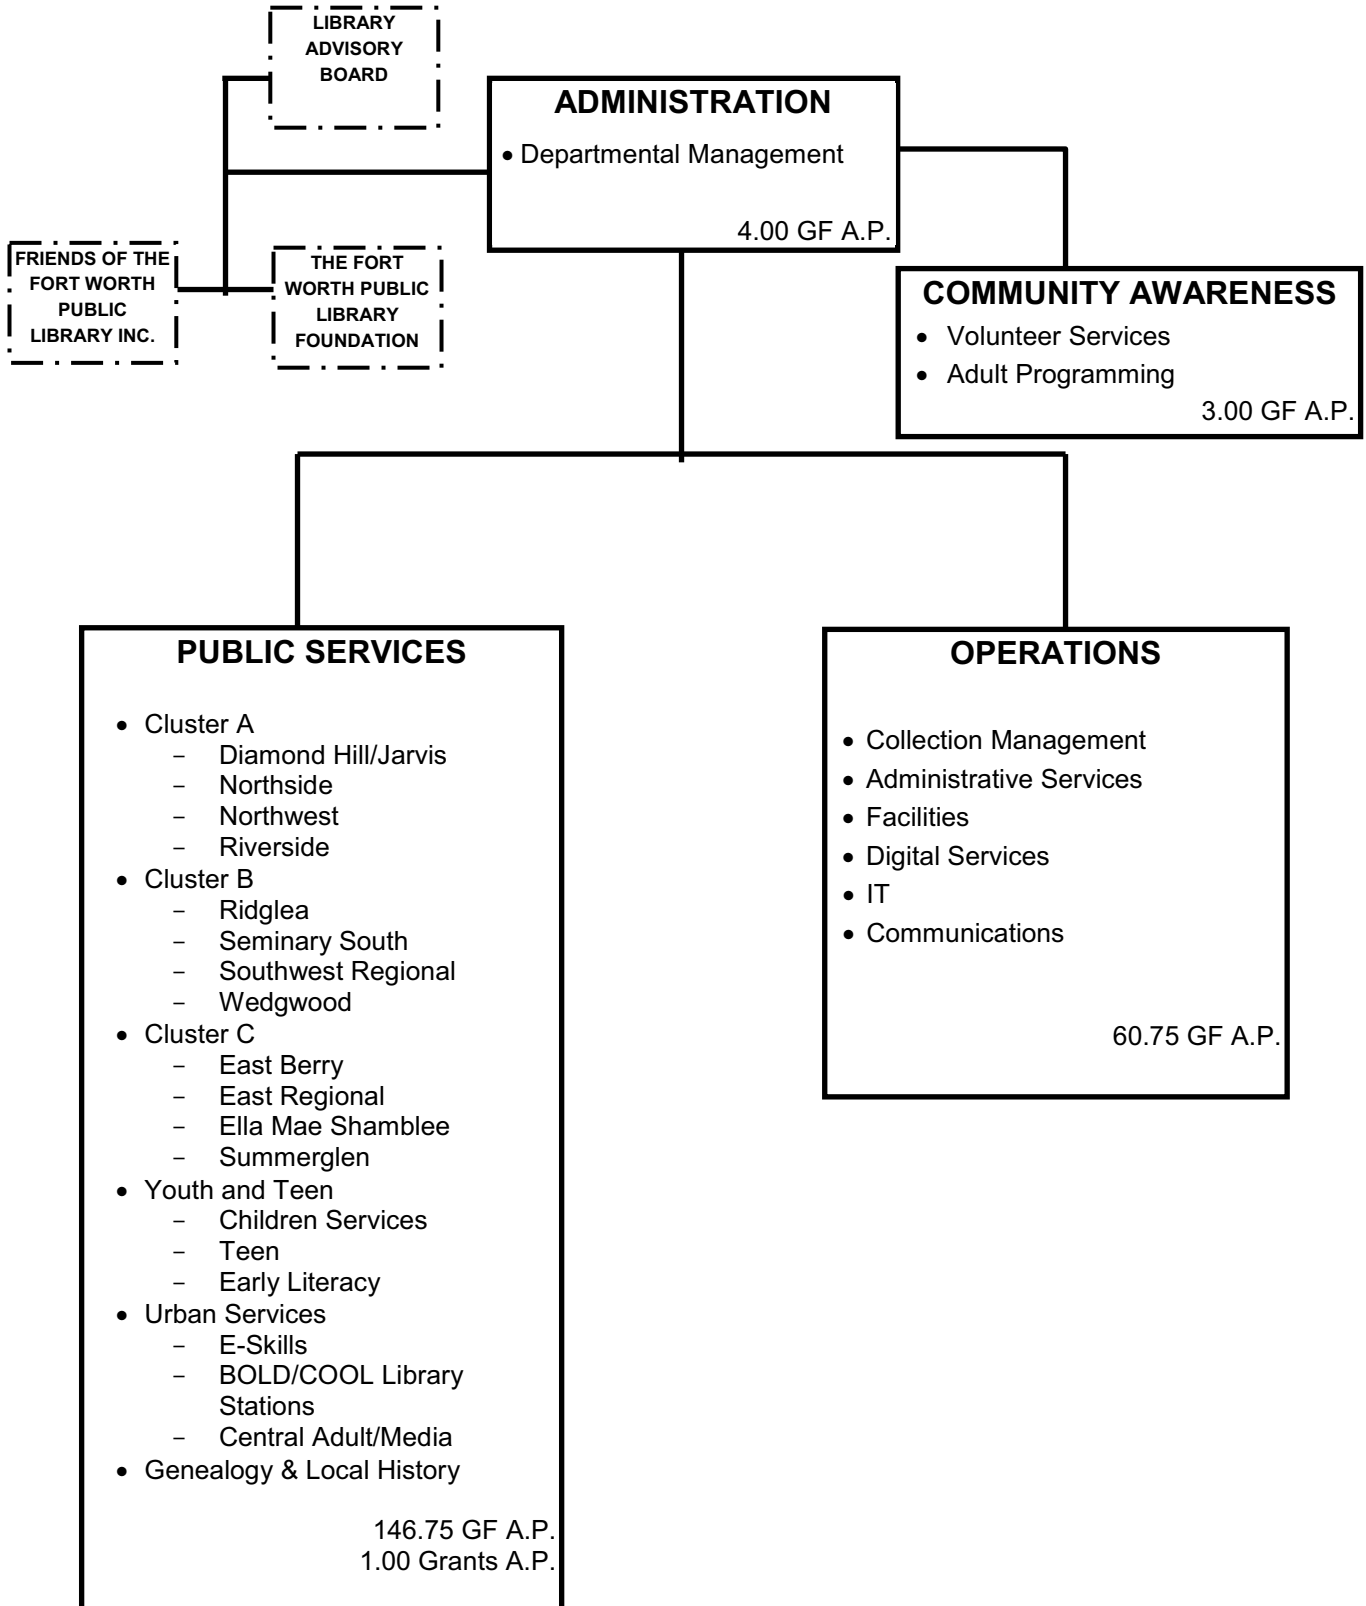 LIBRARY
ADVISORY
BOARD
ADMINISTRATION
• Departmental Management
4.00 GF A.P.
FRIENDS OF THE
FORT WORTH
PUBLIC
LIBRARY INC.
THE FORT
WORTH PUBLIC
LIBRARY
FOUNDATION
COMMUNITY AWARENESS
• Volunteer Services
• Adult Programming
3.00 GF A.P.
PUBLIC SERVICES
• Cluster A
– Diamond Hill/Jarvis
– Northside
– Northwest
– Riverside
• Cluster B
– Ridglea
– Seminary South
– Southwest Regional
– Wedgwood
• Cluster C
– East Berry
– East Regional
– Ella Mae Shamblee
– Summerglen
• Youth and Teen
– Children Services
– Teen
– Early Literacy
• Urban Services
– E-Skills
– BOLD/COOL Library
Stations
– Central Adult/Media
• Genealogy & Local History
146.75 GF A.P.
1.00 Grants A.P.
OPERATIONS
• Collection Management
• Administrative Services
• Facilities
• Digital Services
• IT
• Communications
60.75 GF A.P.